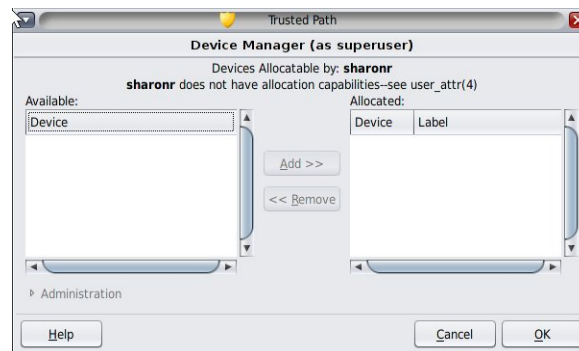 Trusted Path
Device Manager (as superuser)
Devices Allocatable by: sharonr
sharonr does not have allocation capabilities--see user_attr(4)
Available:
Allocated:
Device
Device Label
Add >>
<< Remove
Administration
Help
Cancel
OK